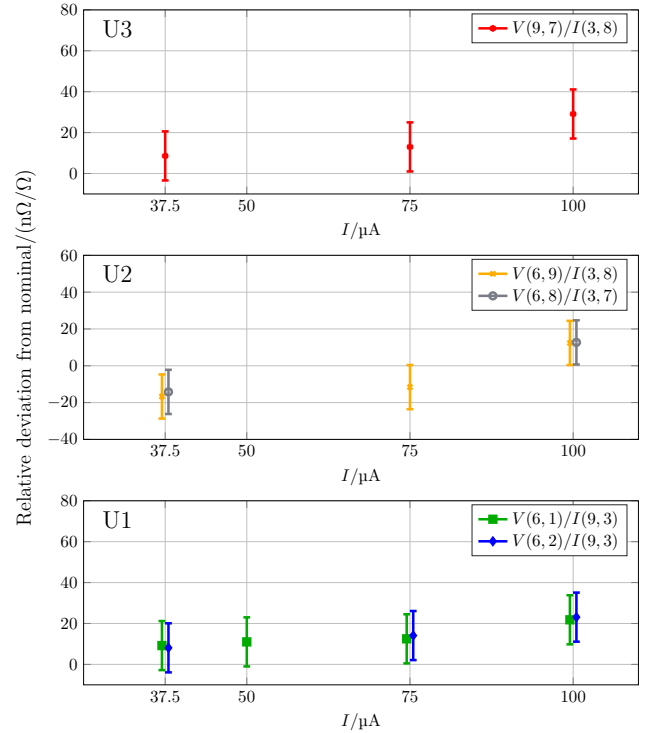 Relative deviation from nominal/(nΩ/Ω)
U3
V(9,7)/I(3,8)
80
60
40
20
0
37.5 50 75 100
I/µA
U2
V(6,9)/I(3,8)
V(6,8)/I(3,7)
60
40
20
0
−20
−40
37.5 50 75 100
I/µA
U1
V(6,1)/I(9,3)
V(6,2)/I(9,3)
80
60
40
20
0
37.5 50 75 100
I/µA